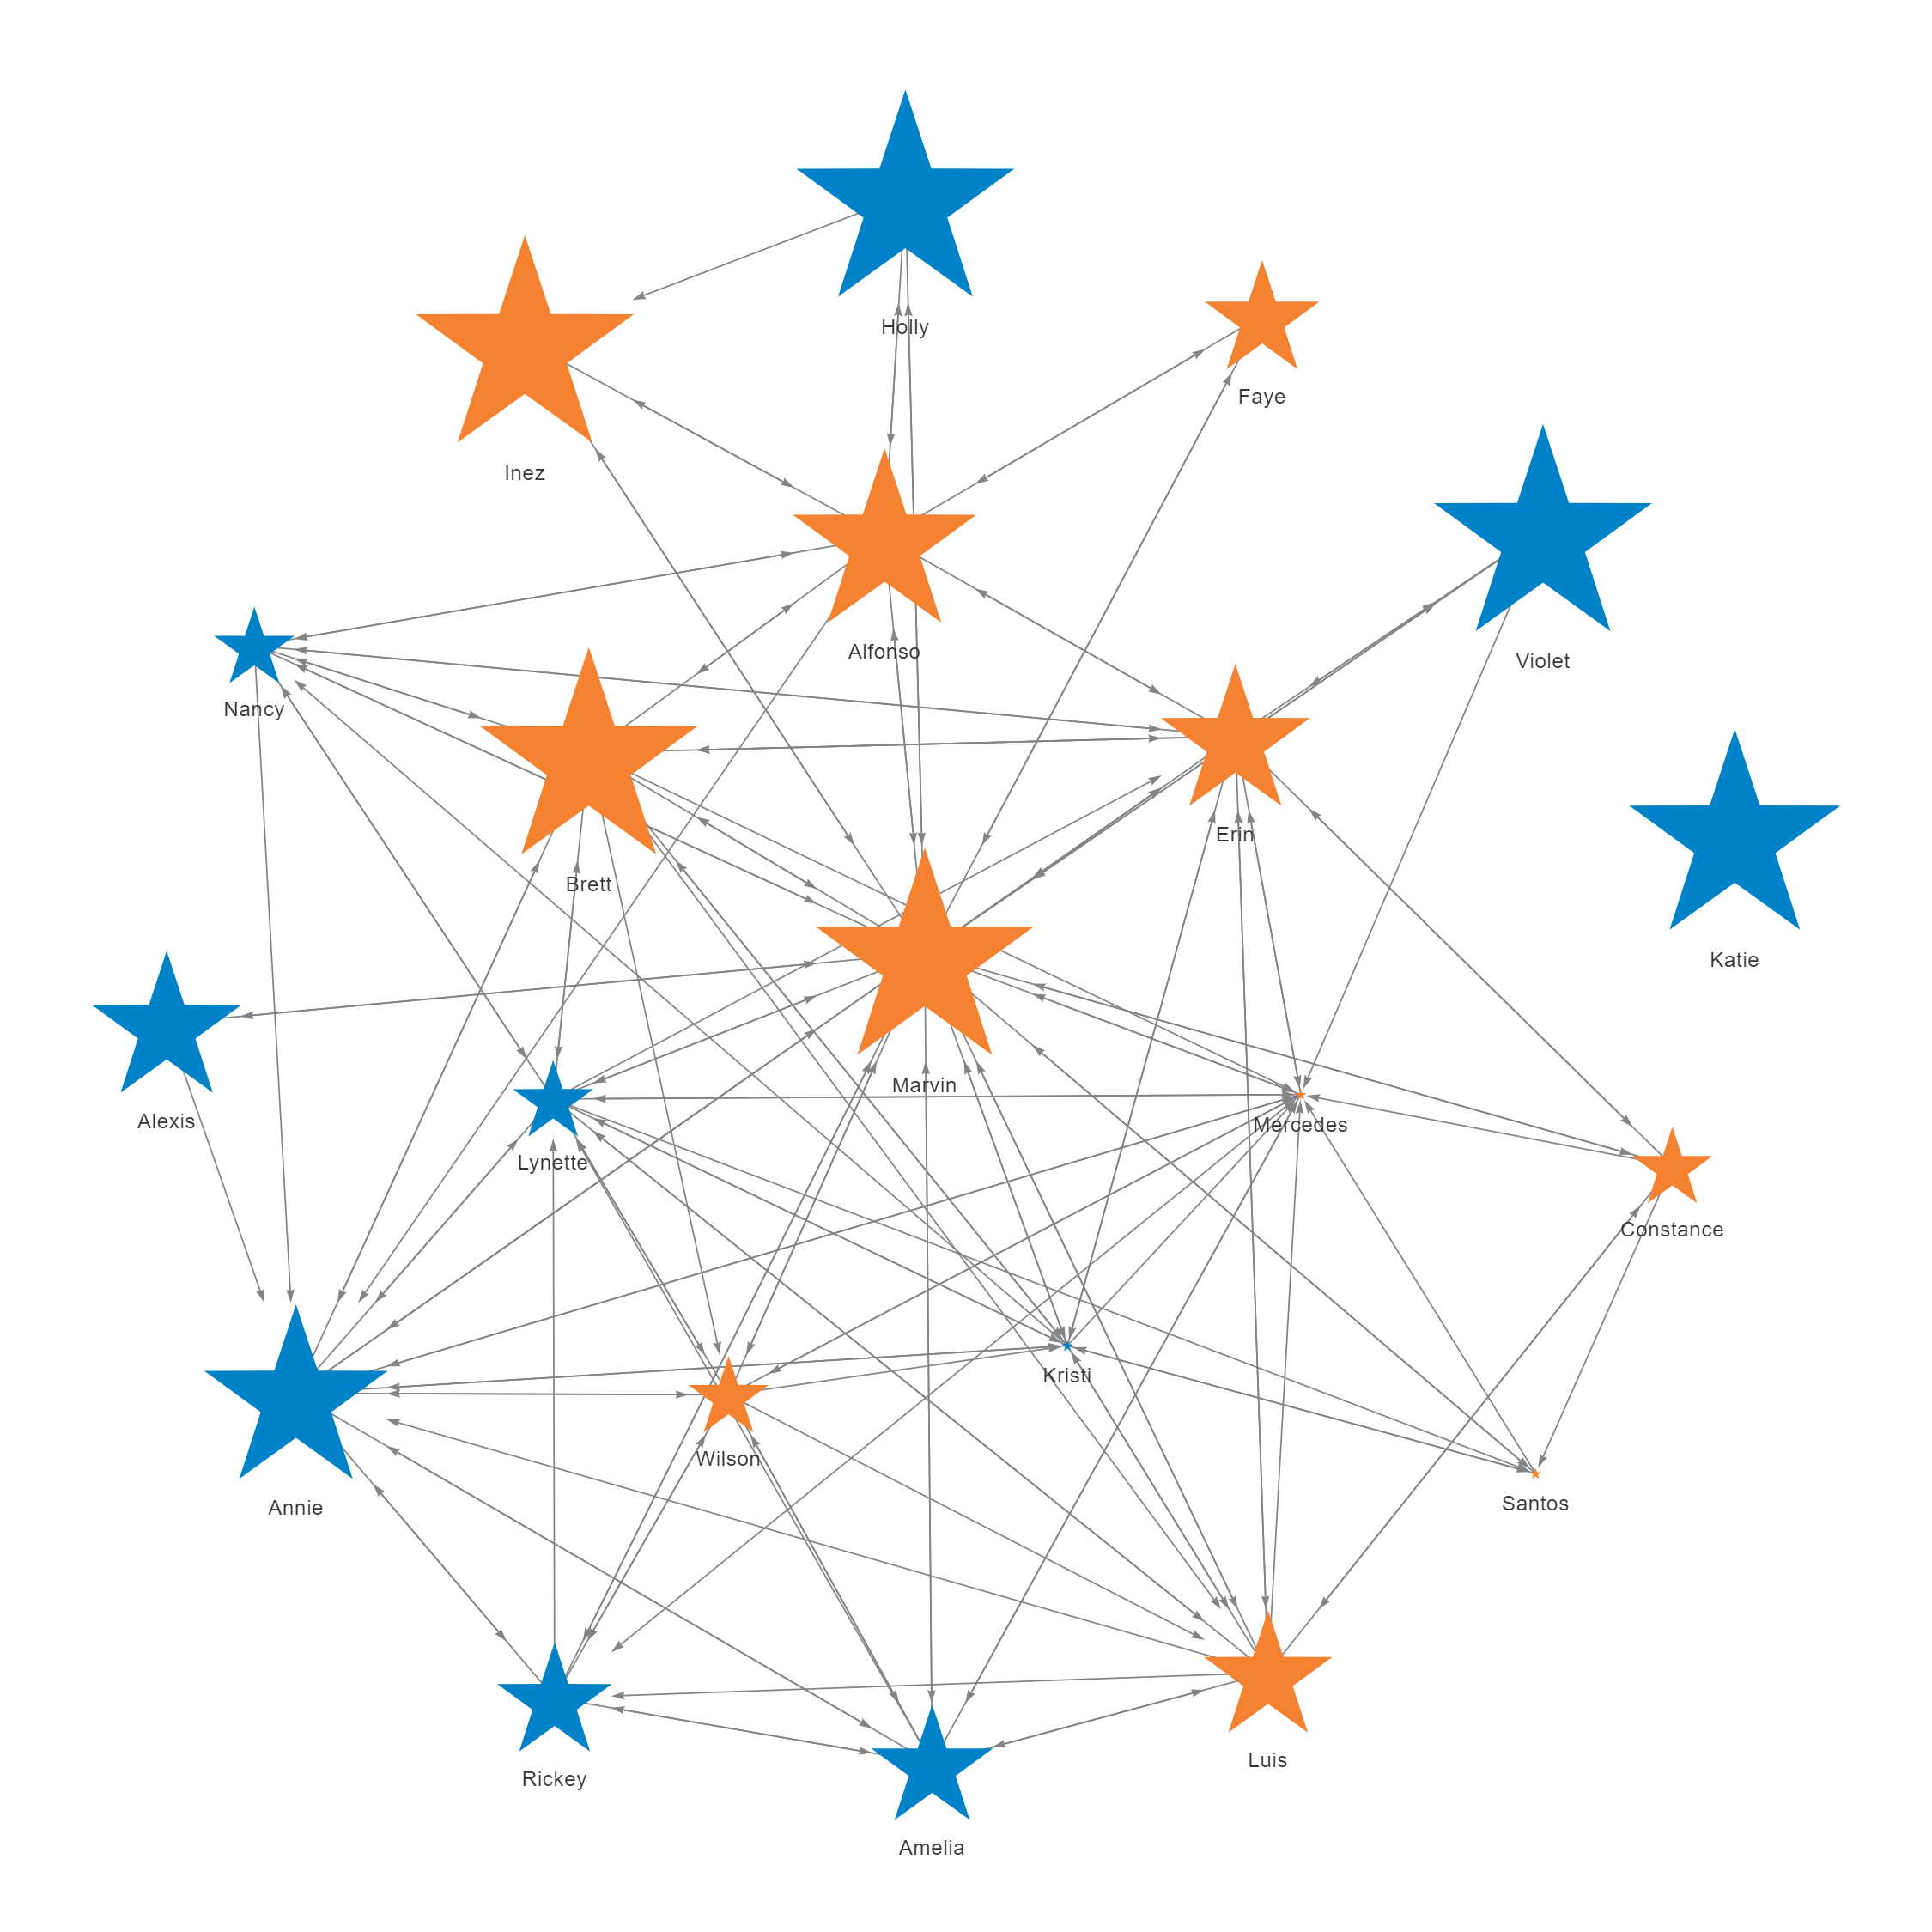 Holly
Faye
Inez
Alfonso
Violet
Nancy
Erin
Brett
Katie
Marvin
Alexis
Mercedes
Lynette
Constance
Kristi
Wilson
Santos
Annie
Luis
Rickey
Amelia